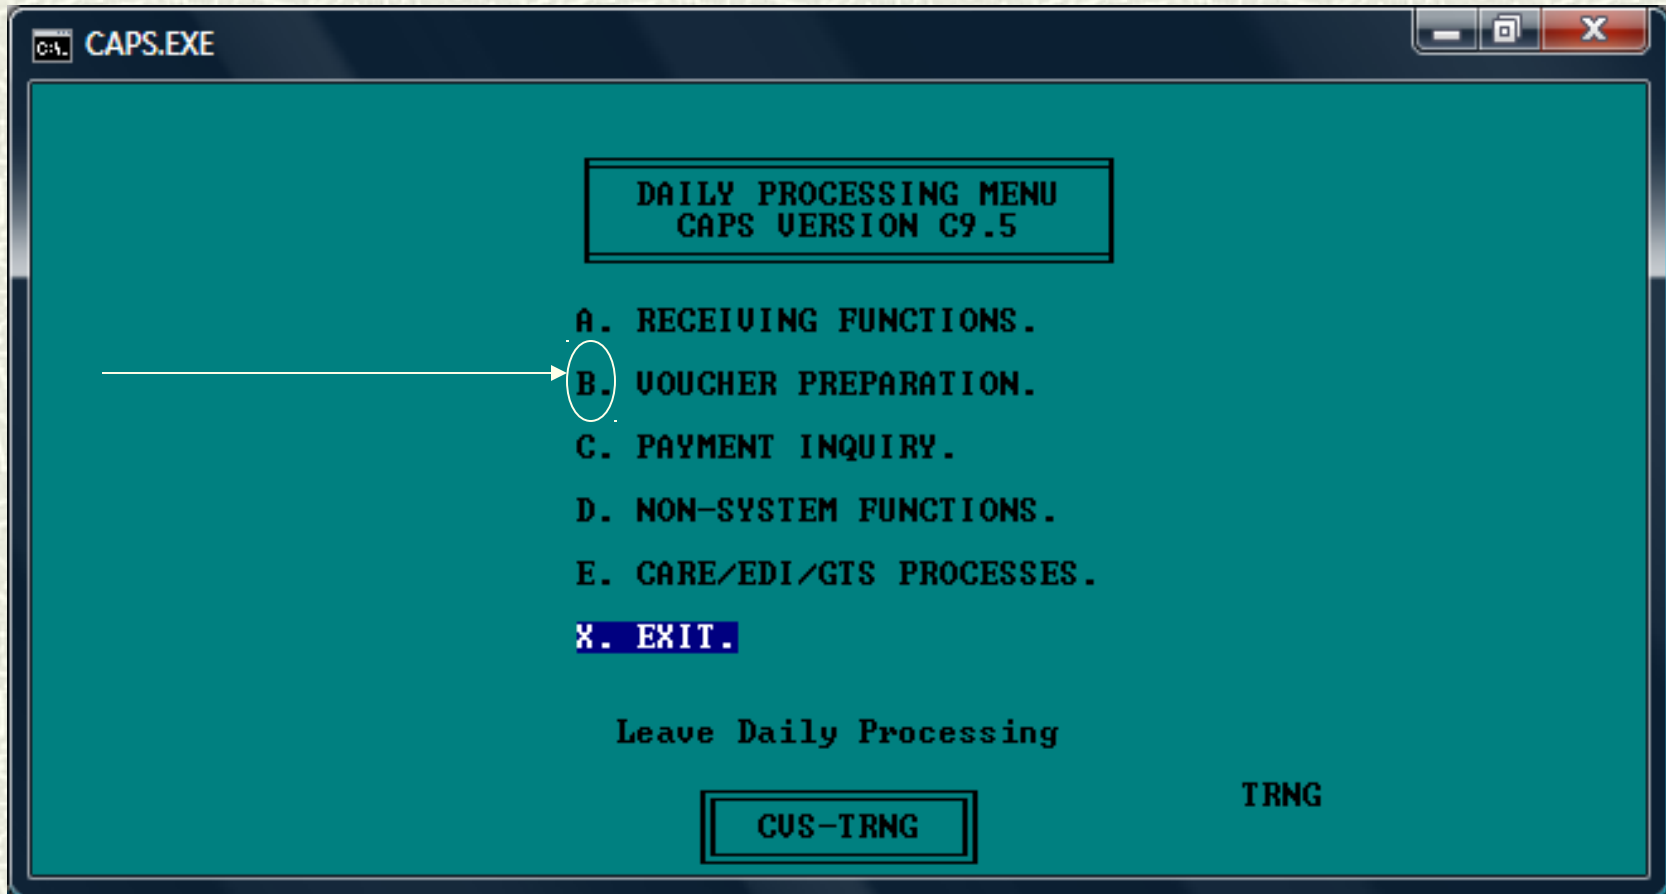 C:\.
CAPS.EXE
DAILY PROCESSING MENU
CAPS VERSION C9.5
A. RECEIVING FUNCTIONS.
B. VOUCHER PREPARATION.
C. PAYMENT INQUIRY.
D. NON-SYSTEM FUNCTIONS.
E. CARE/EDI/GTS PROCESSES.
X. EXIT.
Leave Daily Processing
TRNG
CVS-TRNG